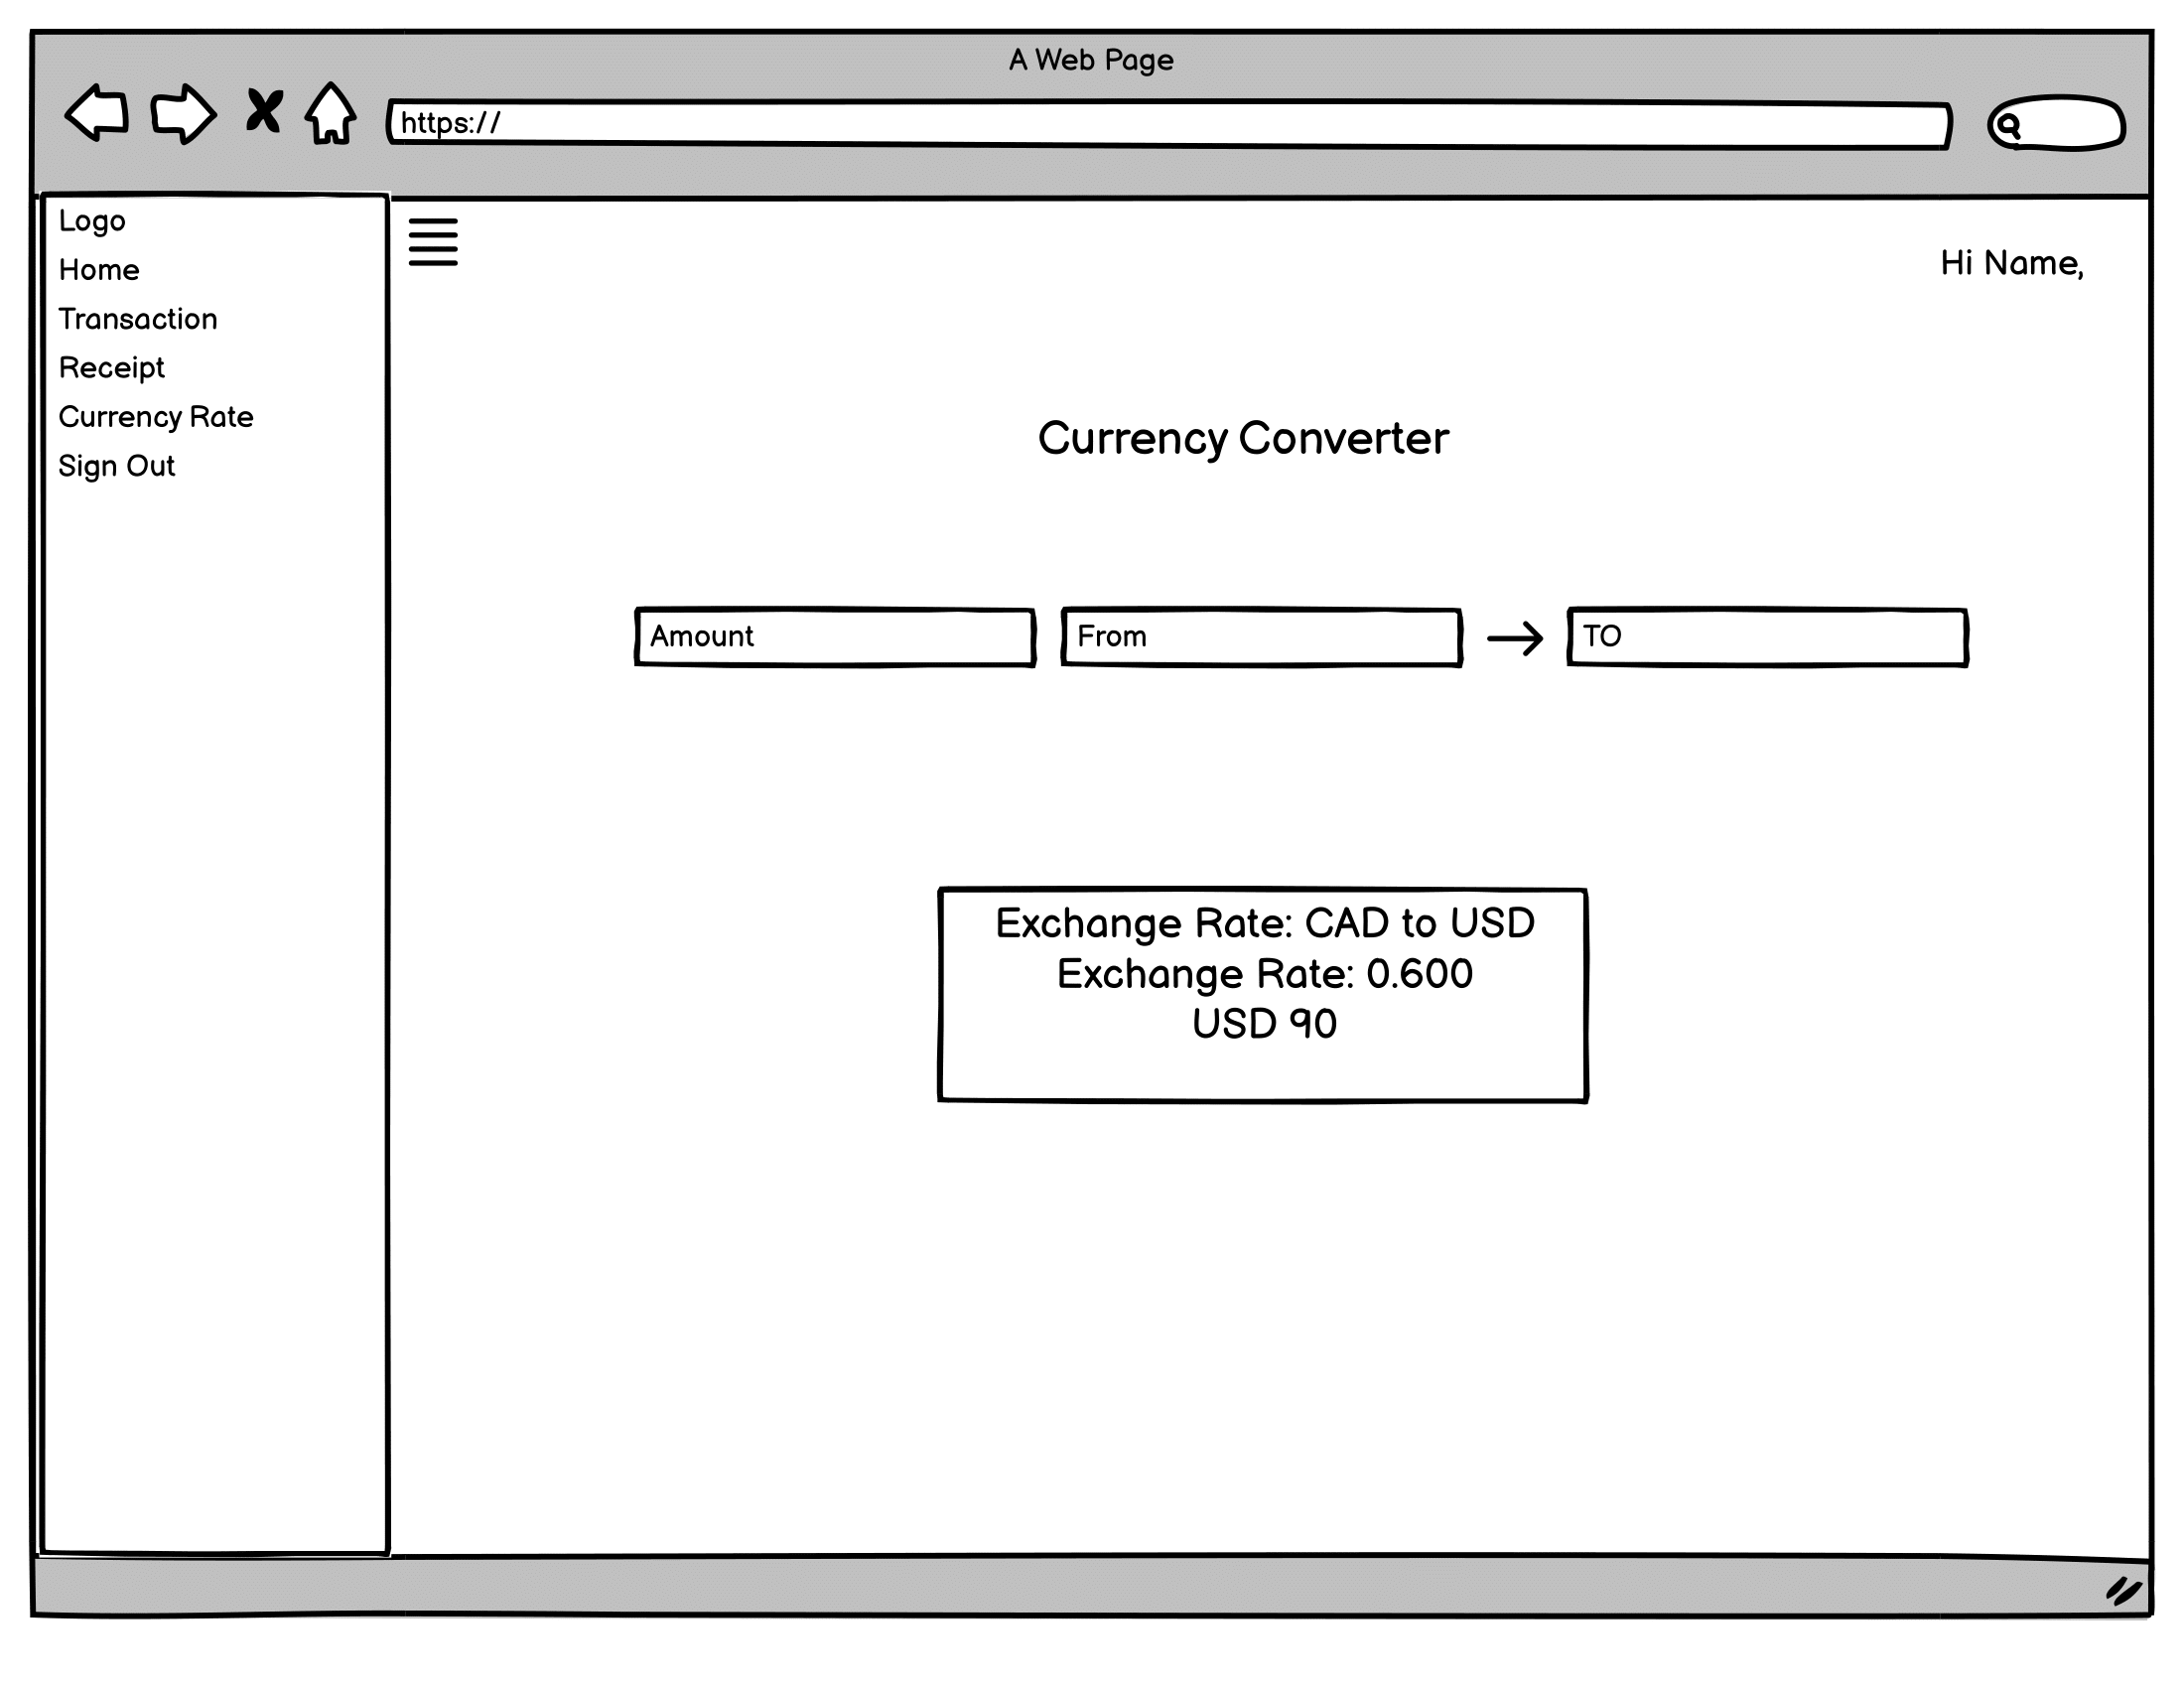 A Web Page
https://
Logo
Home
Transaction
Receipt
Currency Rate
Sign Out
Hi Name,
Currency Converter
Amount
From
TO
Exchange Rate: CAD to USD
Exchange Rate: 0.600
USD 90